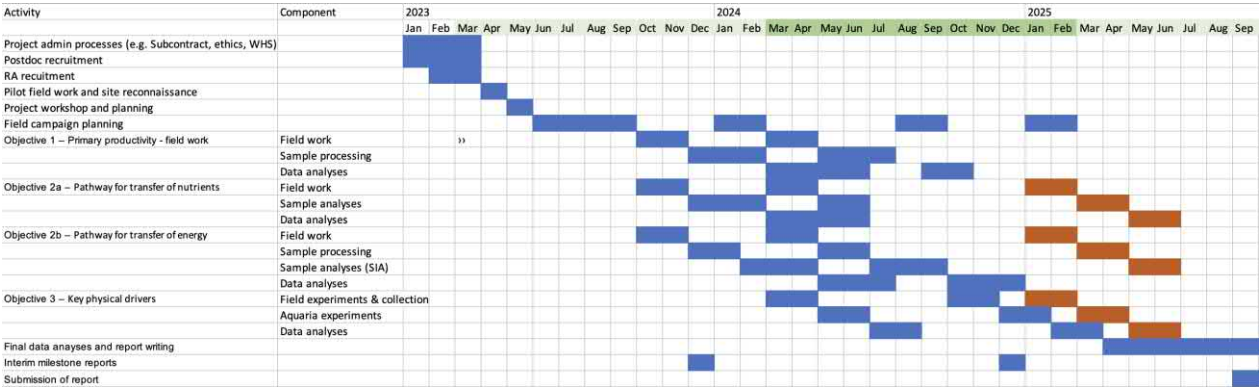 Activity Component 2023 2024 2025
Jan Feb Mar Apr May Jun Jul Aug Sep Oct Nov Dec Jan Feb Mar Apr May Jun Jul Aug Sep Oct Nov Dec Jan Feb Mar Apr May Jun Jul Aug Sep
Project admin processes (e.g. Subcontract, ethics, WHS)
Postdoc recruitment
RA recuitment
Pilot field work and site reconnaissance
Project workshop and planning
Field campaign planning
Objective 1 – Primary productivity - field work Field work ››
Sample processing
Data analyses
Objective 2a – Pathway for transfer of nutrients Field work
Sample analyses
Data analyses
Objective 2b – Pathway for transfer of energy Field work
Sample processing
Sample analyses (SIA)
Data analyses
Objective 3 – Key physical drivers Field experiments & collection
Aquaria experiments
Data analyses
Final data anayses and report writing
Interim milestone reports
Submission of report